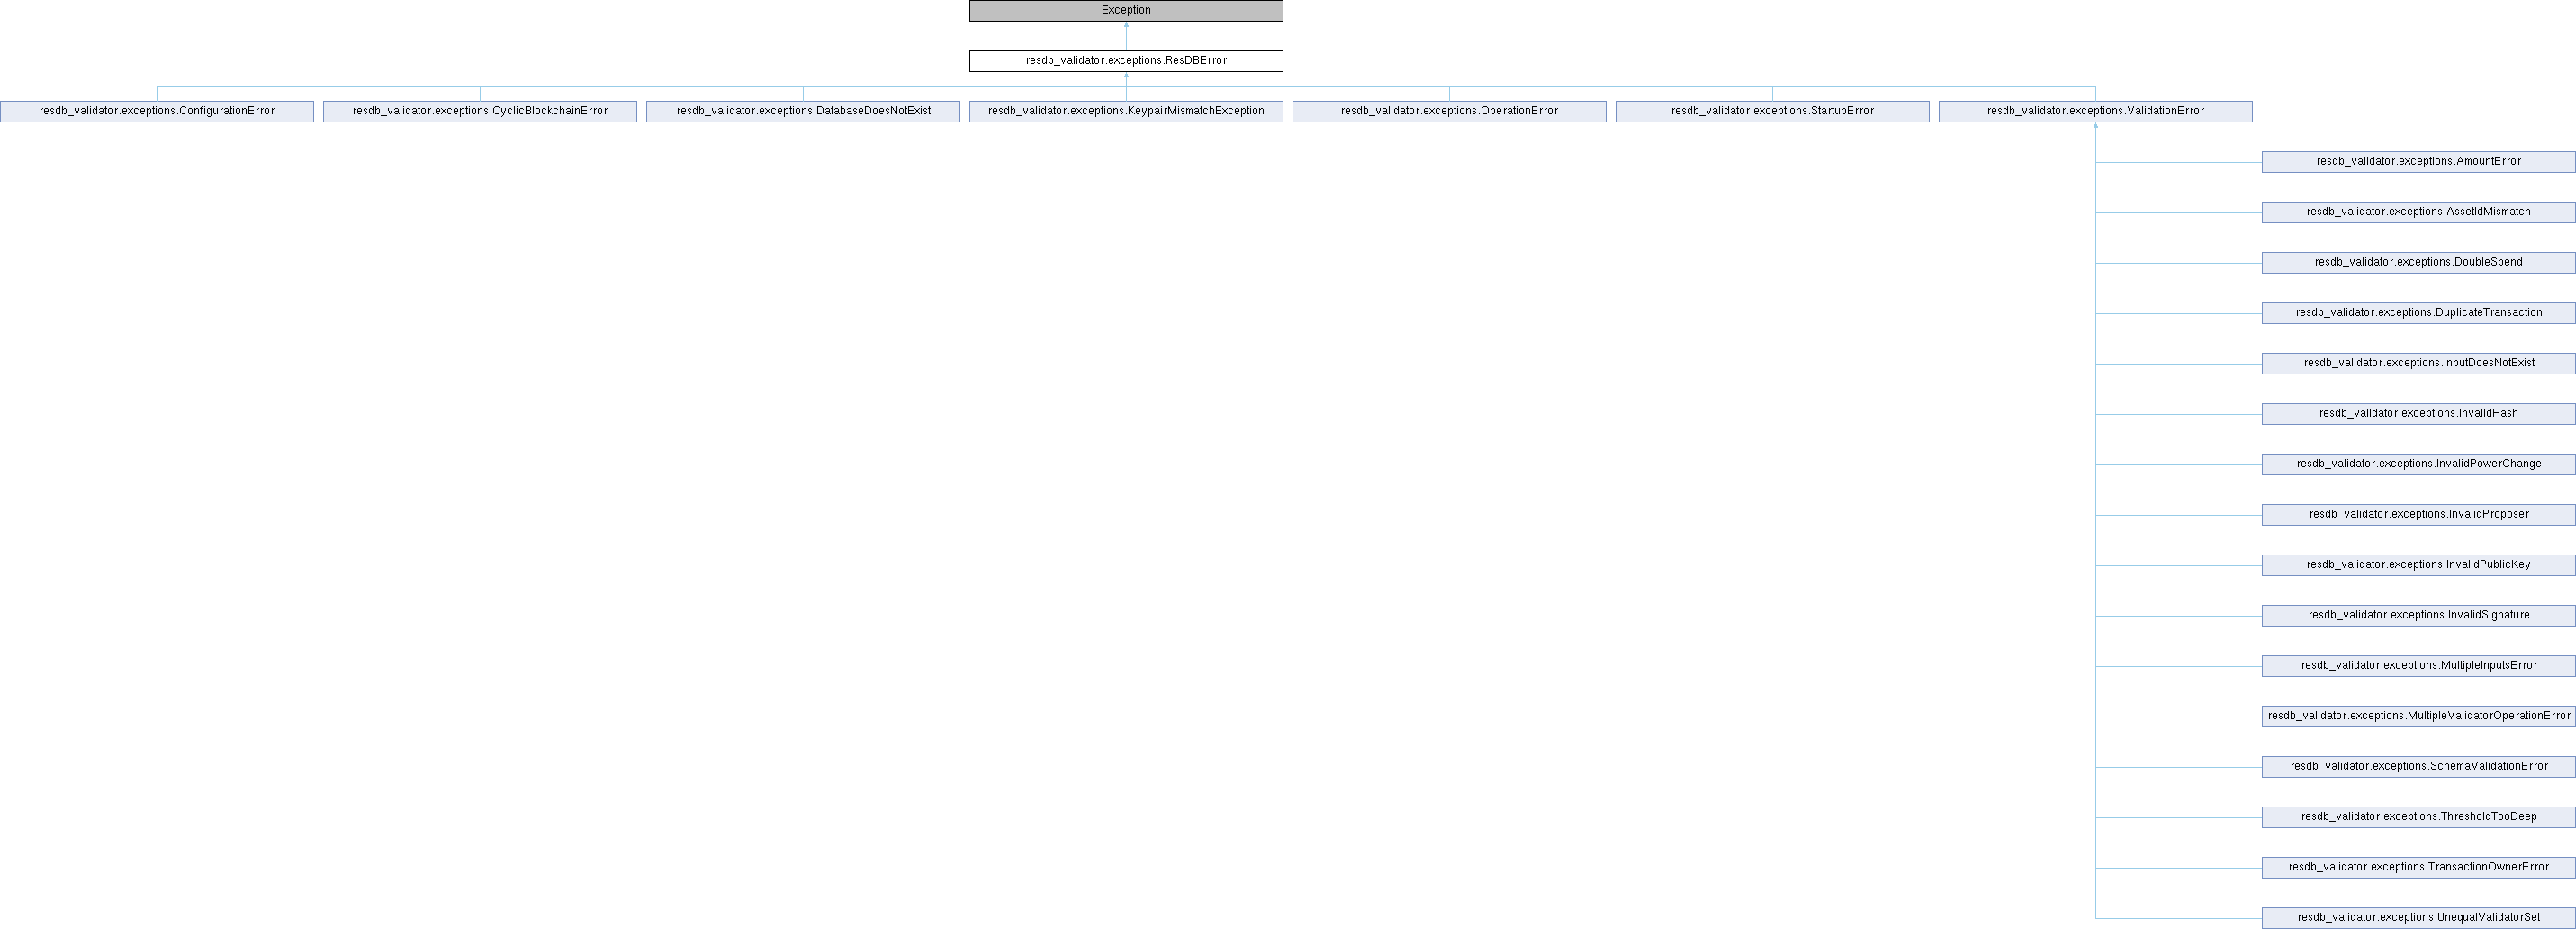 Exception
resdb_validator.exceptions.ResDBError
resdb_validator.exceptions.ConfigurationError
resdb_validator.exceptions.CyclicBlockchainError
resdb_validator.exceptions.DatabaseDoesNotExist
resdb_validator.exceptions.KeypairMismatchException
resdb_validator.exceptions.OperationError
resdb_validator.exceptions.StartupError
resdb_validator.exceptions.ValidationError
resdb_validator.exceptions.AmountError
resdb_validator.exceptions.AssetIdMismatch
resdb_validator.exceptions.DoubleSpend
resdb_validator.exceptions.DuplicateTransaction
resdb_validator.exceptions.InputDoesNotExist
resdb_validator.exceptions.InvalidHash
resdb_validator.exceptions.InvalidPowerChange
resdb_validator.exceptions.InvalidProposer
resdb_validator.exceptions.InvalidPublicKey
resdb_validator.exceptions.InvalidSignature
resdb_validator.exceptions.MultipleInputsError
resdb_validator.exceptions.MultipleValidatorOperationError
resdb_validator.exceptions.SchemaValidationError
resdb_validator.exceptions.ThresholdTooDeep
resdb_validator.exceptions.TransactionOwnerError
resdb_validator.exceptions.UnequalValidatorSet